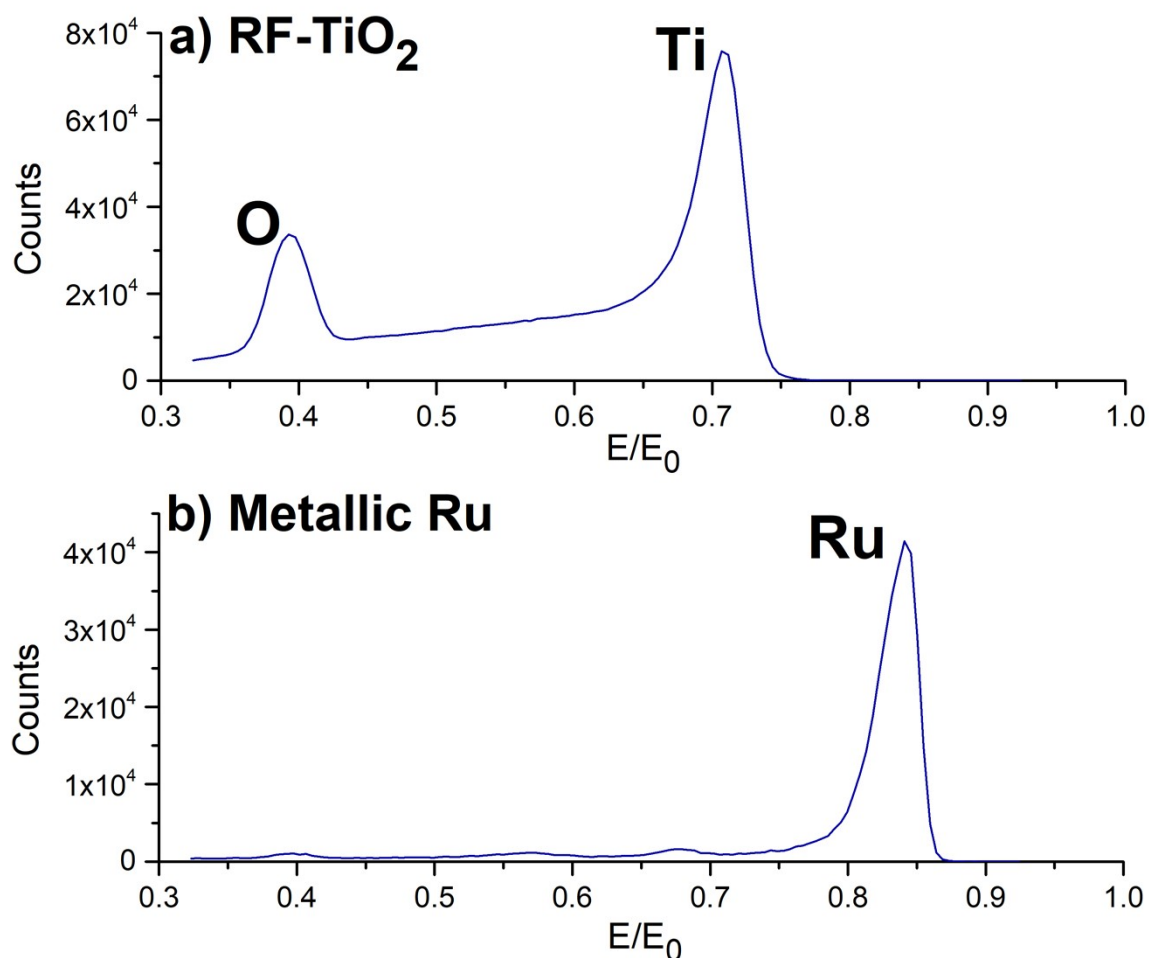 a) RF-TiO₂
Ti
O
8x10⁴
6x10⁴
4x10⁴
2x10⁴
0
Counts
0.3 0.4 0.5 0.6 0.7 0.8 0.9 1.0
E/E₀
b) Metallic Ru
Ru
4x10⁴
3x10⁴
2x10⁴
1x10⁴
0
Counts
0.3 0.4 0.5 0.6 0.7 0.8 0.9 1.0
E/E₀